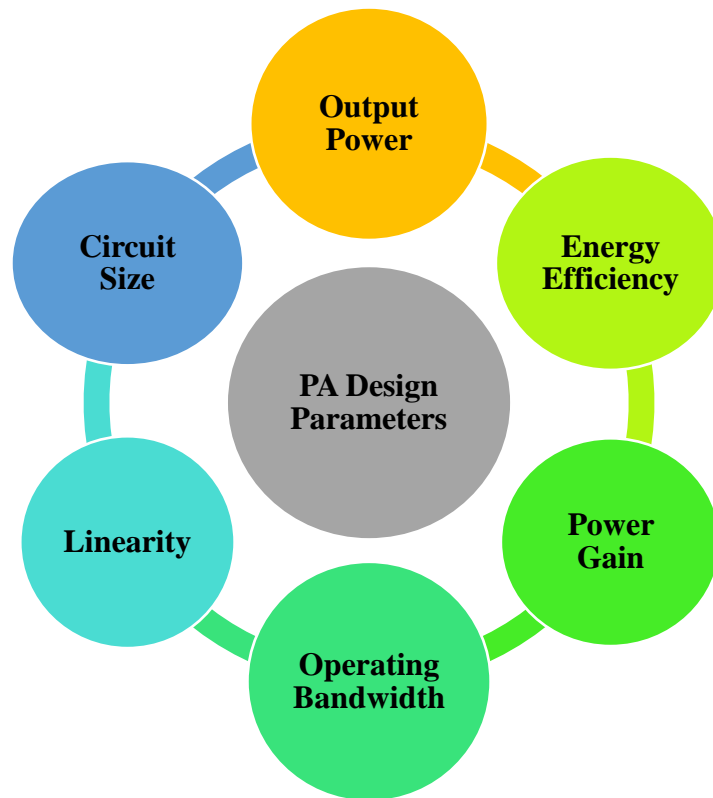 Output
Power
Energy
Efficiency
Power
Gain
Operating
Bandwidth
Linearity
Circuit
Size
PA Design
Parameters